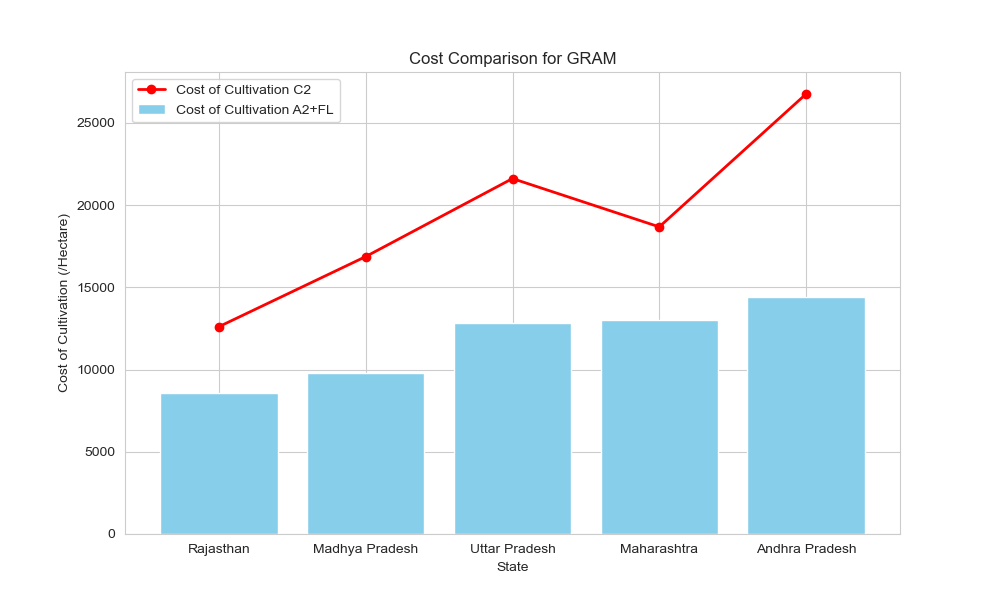 Cost Comparison for GRAM
Cost of Cultivation C2
Cost of Cultivation A2+FL
Cost of Cultivation (/Hectare)
25000
20000
15000
10000
5000
0
Rajasthan
Madhya Pradesh
Uttar Pradesh
Maharashtra
Andhra Pradesh
State